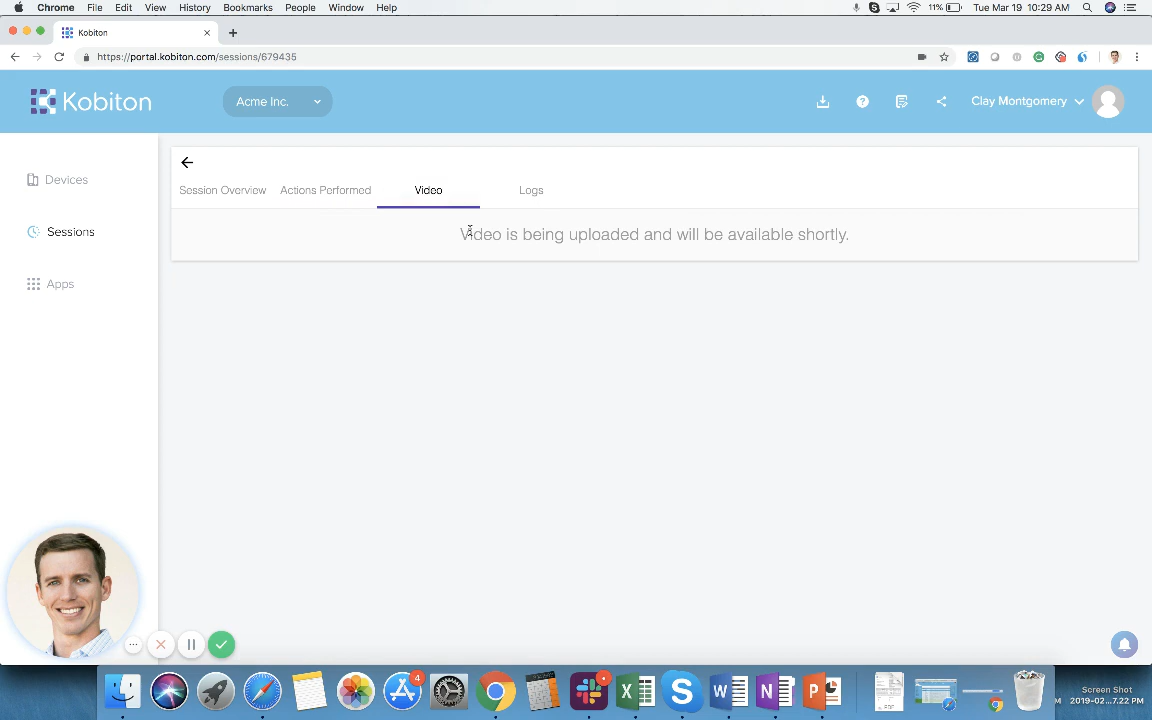 Chrome File Edit View History Bookmarks People Window Help 11% Tue Mar 19 10:29 AM
Kobiton
https://portal.kobiton.com/sessions/679435
Kobiton Acme Inc. Clay Montgomery
Devices
Sessions
Apps
Session Overview Actions Performed Video Logs
Video is being uploaded and will be available shortly.
4
Screen Shot
2019-02...7.22 PM